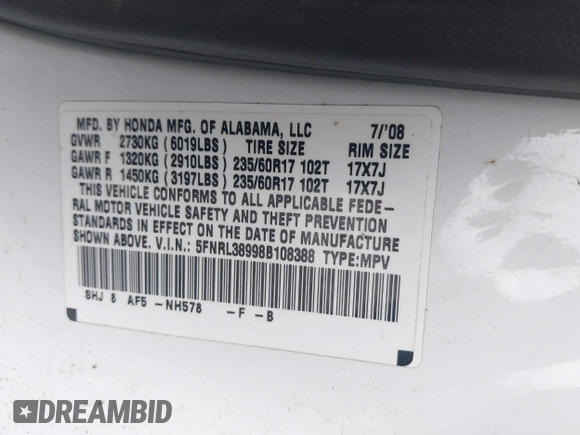 MFD. BY HONDA MFG. OF ALABAMA, LLC 7/'08
GVWR 2730KG (6019LBS) TIRE SIZE RIM SIZE
GAWR F 1320KG (2910LBS) 235/60R17 102T 17X7J
GAWR R 1450KG (3197LBS) 235/60R17 102T 17X7J
THIS VEHICLE CONFORMS TO ALL APPLICABLE FEDE-
RAL MOTOR VEHICLE SAFETY AND THEFT PREVENTION
STANDARDS IN EFFECT ON THE DATE OF MANUFACTURE
SHOWN ABOVE. V.I.N.: 5FNRL38998B108388 TYPE:MPV
SHJ 8 AF5 -NH578 -F -B
DREAMBID